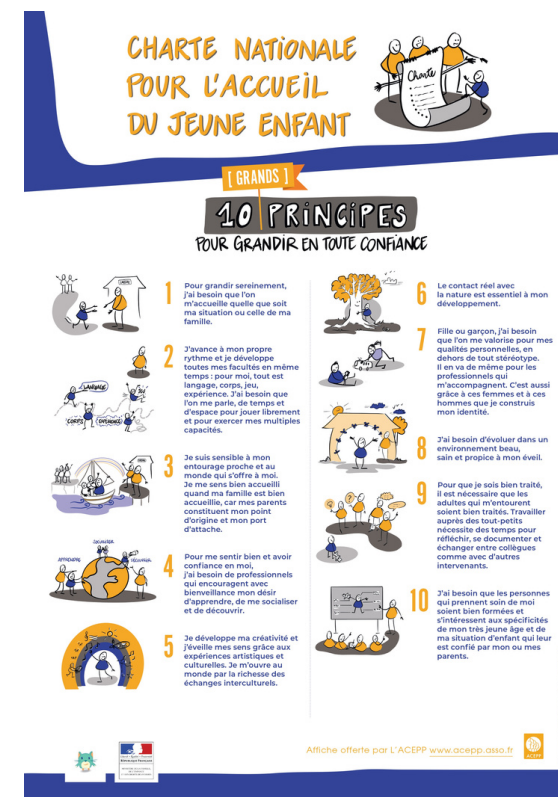 CHARTE NATIONALE
POUR L'ACCUEIL
DU JEUNE ENFANT
Charte
[ GRANDS ]
10 PRINCIPES
POUR GRANDIR EN TOUTE CONFIANCE
1
Pour grandir sereinement,
j'ai besoin que l'on
m'accueille quelle que soit
ma situation ou celle de ma
famille.
2
J'avance à mon propre
rythme et je développe
toutes mes facultés en même
temps : pour moi, tout est
langage, corps, jeu,
expérience. J'ai besoin que
l'on me parle, de temps et
d'espace pour jouer librement
et pour exercer mes multiples
capacités.
LANGAGE
JEU
CORPS
EXPÉRIENCE
3
Je suis sensible à mon
entourage proche et au
monde qui s'offre à moi.
Je me sens bien accueilli
quand ma famille est bien
accueillie, car mes parents
constituent mon point
d'origine et mon port
d'attache.
SOCIALISER
APPRENDRE
DÉCOUVRIR
4
Pour me sentir bien et avoir
confiance en moi,
j'ai besoin de professionnels
qui encouragent avec
bienveillance mon désir
d'apprendre, de me socialiser
et de découvrir.
5
Je développe ma créativité et
j'éveille mes sens grâce aux
expériences artistiques et
culturelles. Je m'ouvre au
monde par la richesse des
échanges interculturels.
6
Le contact réel avec
la nature est essentiel à mon
développement.
7
Fille ou garçon, j'ai besoin
que l'on me valorise pour mes
qualités personnelles, en
dehors de tout stéréotype.
Il en va de même pour les
professionnels qui
m'accompagnent. C'est aussi
grâce à ces femmes et à ces
hommes que je construis
mon identité.
8
J'ai besoin d'évoluer dans un
environnement beau,
sain et propice à mon éveil.
9
Pour que je sois bien traité,
il est nécessaire que les
adultes qui m'entourent
soient bien traités. Travailler
auprès des tout-petits
nécessite des temps pour
réfléchir, se documenter et
échanger entre collègues
comme avec d'autres
intervenants.
10
J'ai besoin que les personnes
qui prennent soin de moi
soient bien formées et
s'intéressent aux spécificités
de mon très jeune âge et de
ma situation d'enfant qui leur
est confié par mon ou mes
parents.
RÉPUBLIQUE FRANÇAISE
Affiche offerte par L'ACEPP www.acepp.asso.fr
ACEPP